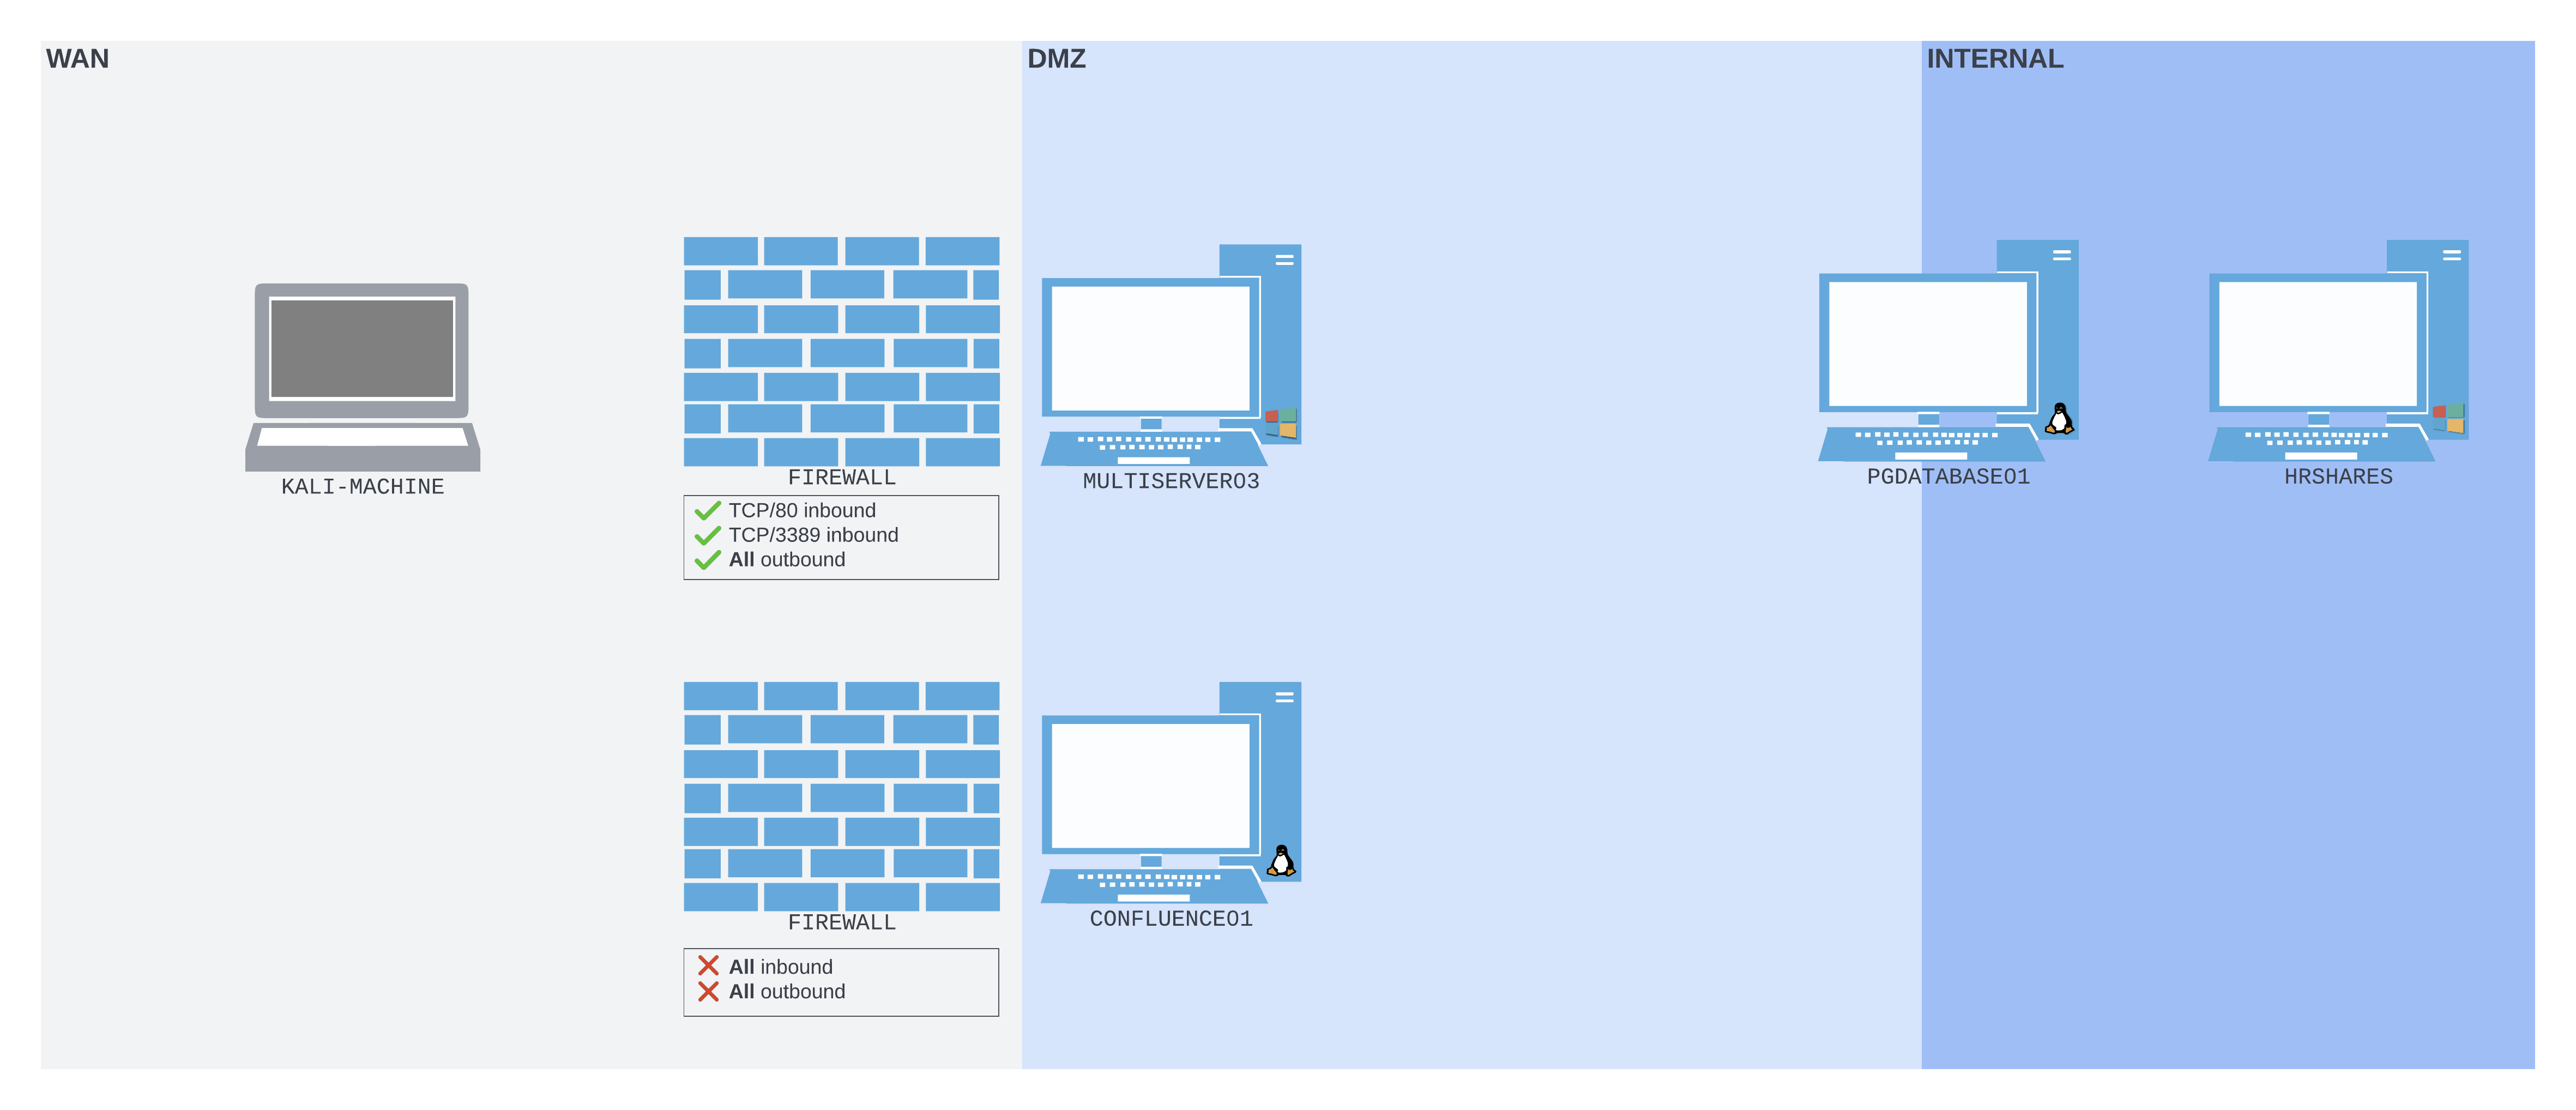 WAN
DMZ
INTERNAL
KALI-MACHINE
FIREWALL
TCP/80 inbound
TCP/3389 inbound
All outbound
MULTISERVER03
PGDATABASE01
HRSHARES
FIREWALL
All inbound
All outbound
CONFLUENCE01